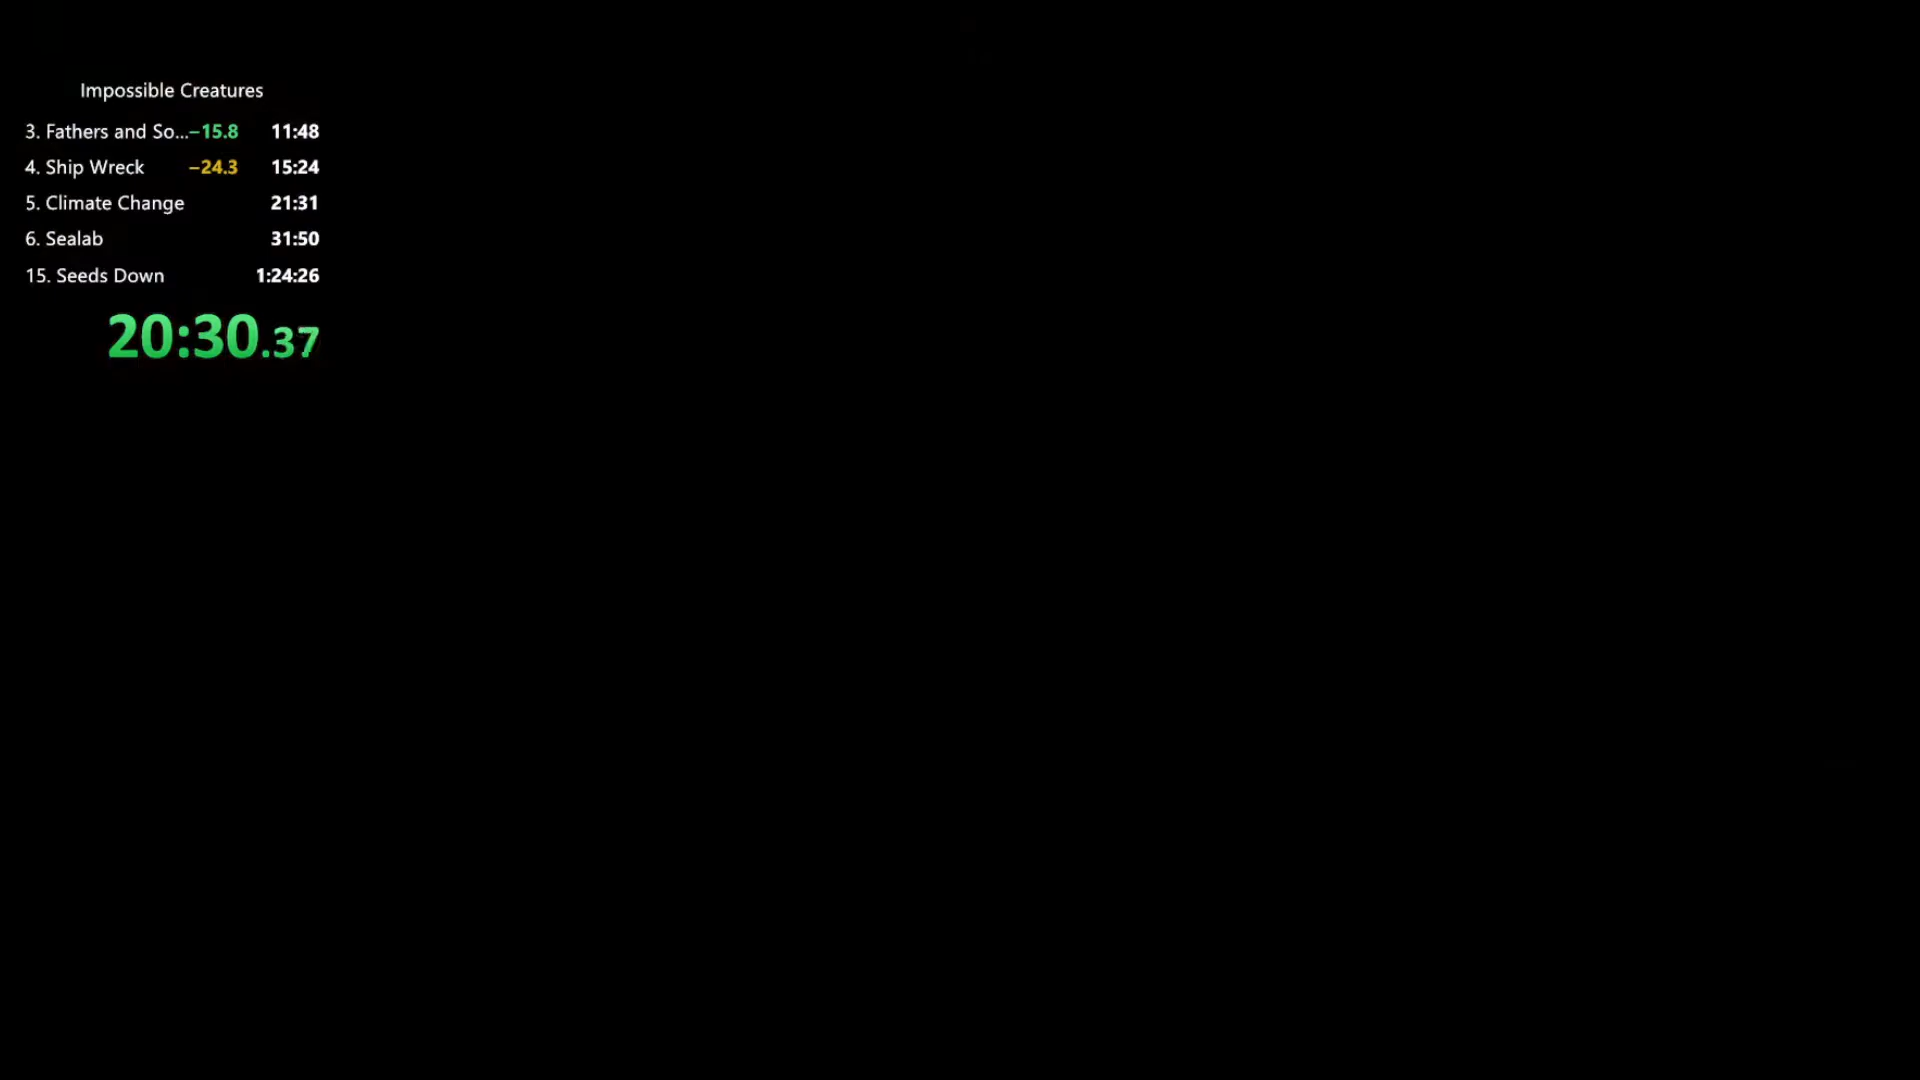 Impossible Creatures
3. Fathers and So...−15.8 11:48
4. Ship Wreck −24.3 15:24
5. Climate Change 21:31
6. Sealab 31:50
15. Seeds Down 1:24:26
20:30.37